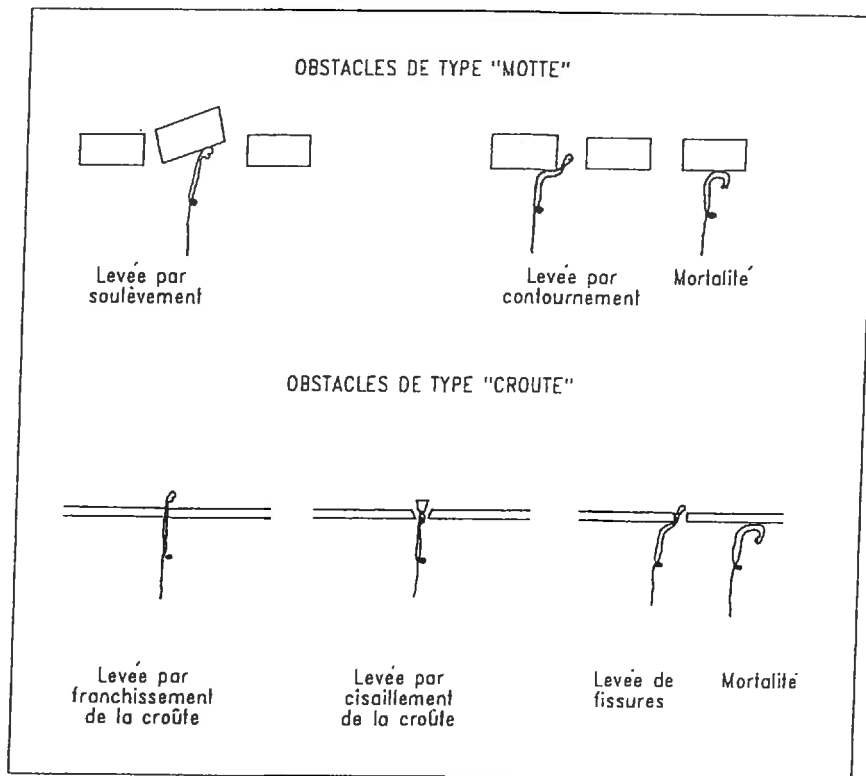 OBSTACLES DE TYPE "MOTTE"
Levée par
soulèvement
Levée par
contournement
Mortalité
OBSTACLES DE TYPE "CROUTE"
Levée par
franchissement
de la croûte
Levée par
cisaillement
de la croûte
Levée de
fissures
Mortalité